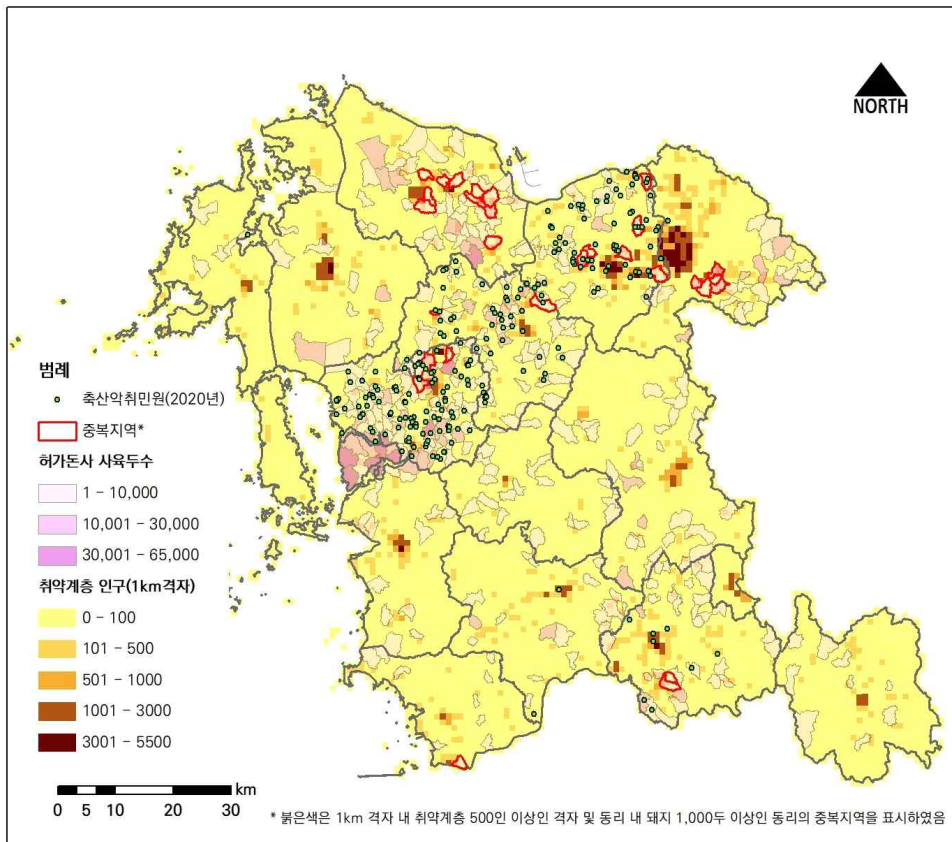 NORTH
범례
축산악취민원(2020년)
중복지역*
허가돈사 사육두수
1 - 10,000
10,001 - 30,000
30,001 - 65,000
취약계층 인구(1km격자)
0 - 100
101 - 500
501 - 1000
1001 - 3000
3001 - 5500
km
0 5 10 20 30
* 붉은색은 1km 격자 내 취약계층 500인 이상인 격자 및 동리 내 돼지 1,000두 이상인 동리의 중복지역을 표시하였음